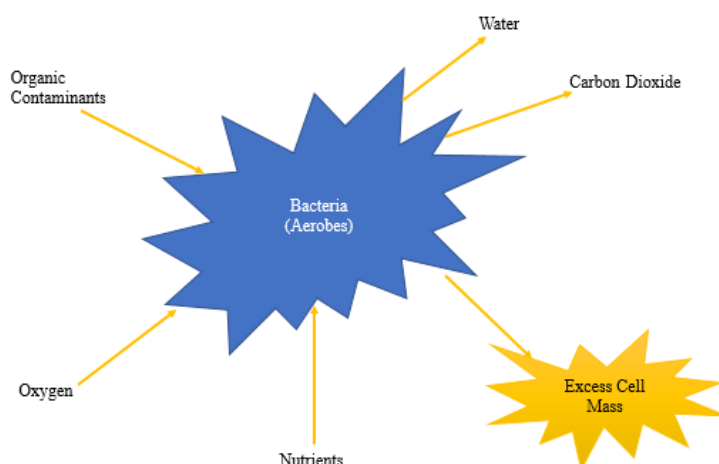 Water
Organic
Contaminants
Carbon Dioxide
Bacteria
(Aerobes)
Oxygen
Excess Cell
Mass
Nutrients